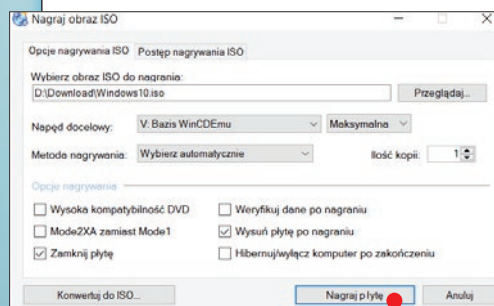 Nagraj obraz ISO
Opcje nagrywania ISO Postęp nagrywania ISO
Wybierz obraz ISO do nagrania:
D:\Download\Windows10.iso Przeglądaj...
Napęd docelowy: V: Bazis WinCDEmu Maksymalna
Metoda nagrywania: Wybierz automatycznie Ilość kopii: 1
Opcje nagrywania
Wysoka kompatybilność DVD Weryfikuj dane po nagraniu
Mode2XA zamiast Mode1 Wysuń płytę po nagraniu
Zamknij płytę Hibernuj/wyłącz komputer po zakończeniu
Konwertuj do ISO... Nagraj płytę Anuluj